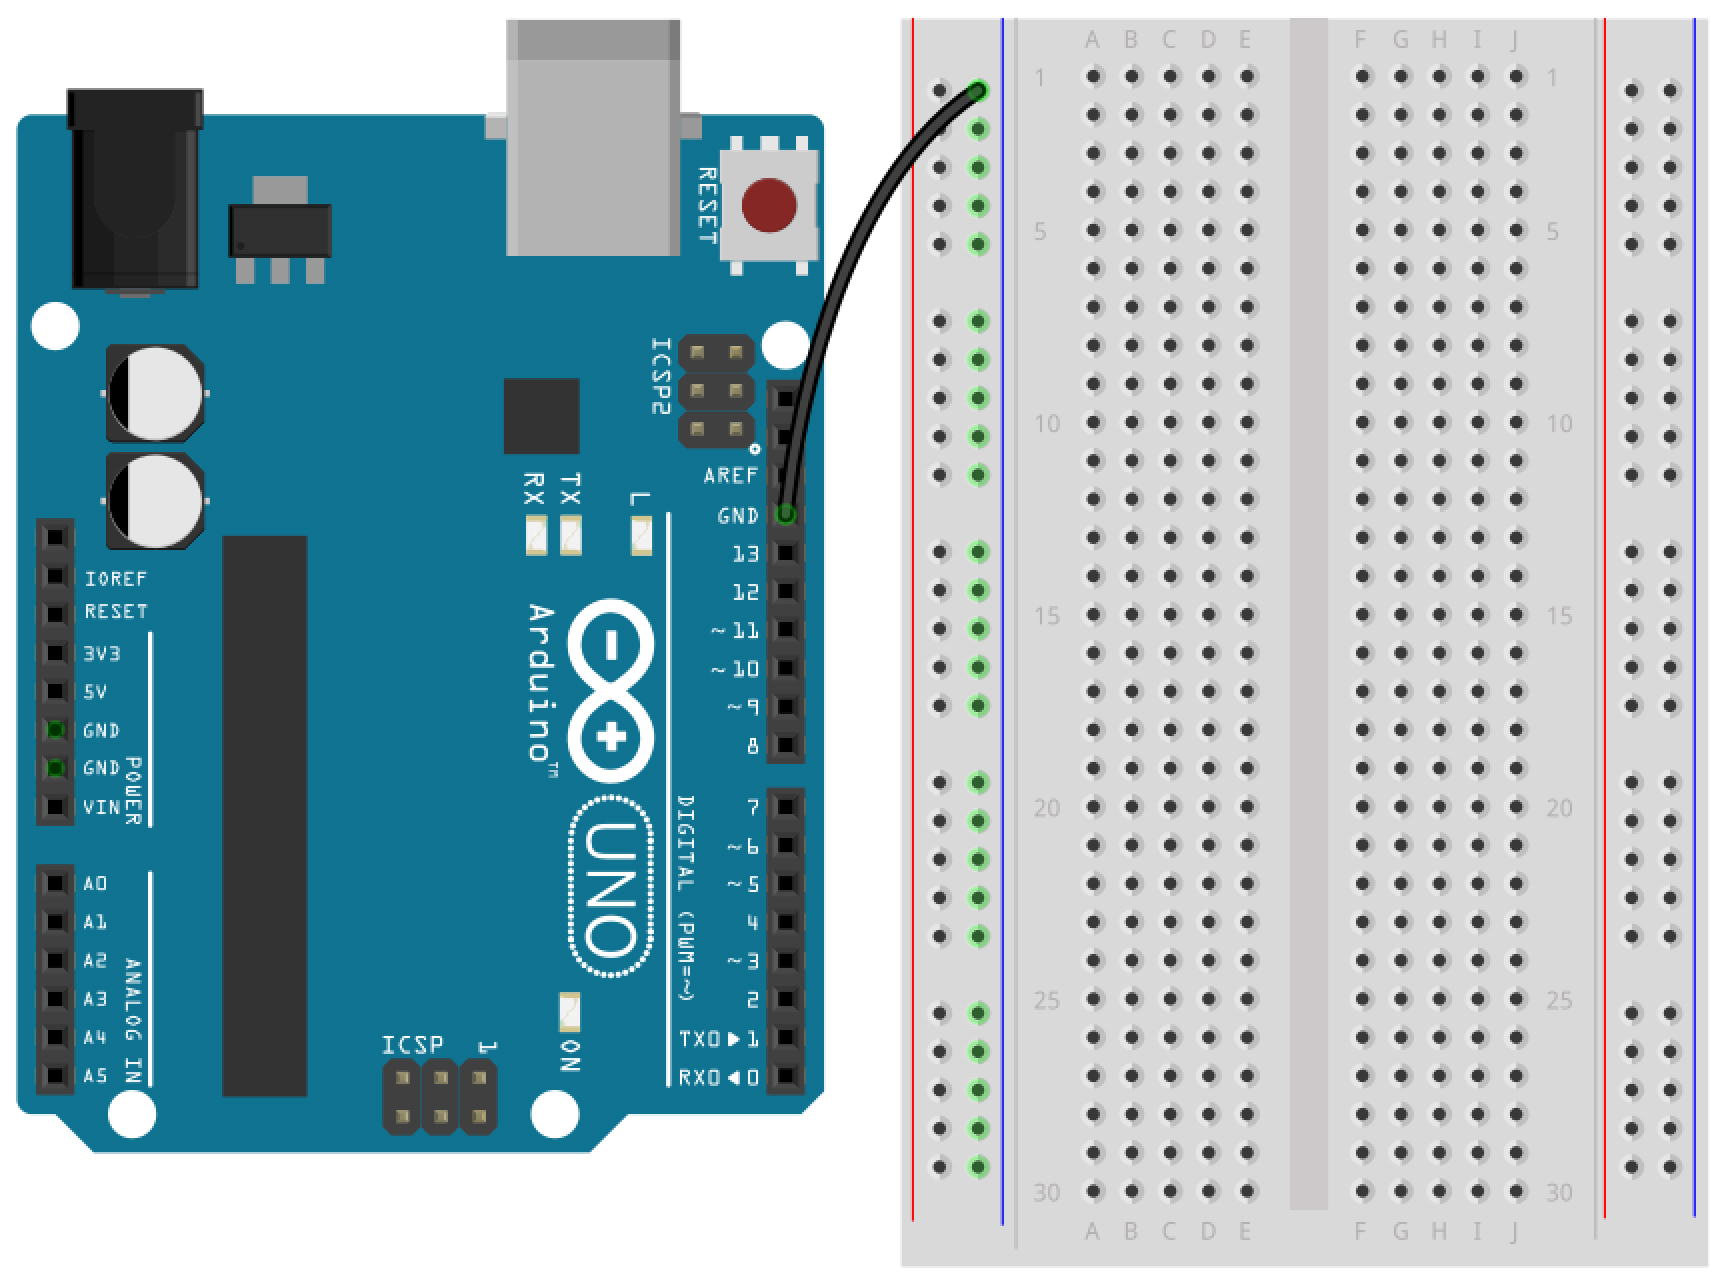 A B C D E F G H I J
1 1
5 5
10 10
15 15
20 20
25 25
30 30
A B C D E F G H I J
RESET
ICSP2
AREF
GND
13
12
~11
~10
~9
8
7
~6
~5
4
~3
2
TX0▶1
RX0◀0
DIGITAL (PWM=~)
RX
TX
L
Arduino™
UNO
ON
ICSP
1
IOREF
RESET
3V3
5V
GND
GND
VIN
POWER
A0
A1
A2
A3
A4
A5
ANALOG IN